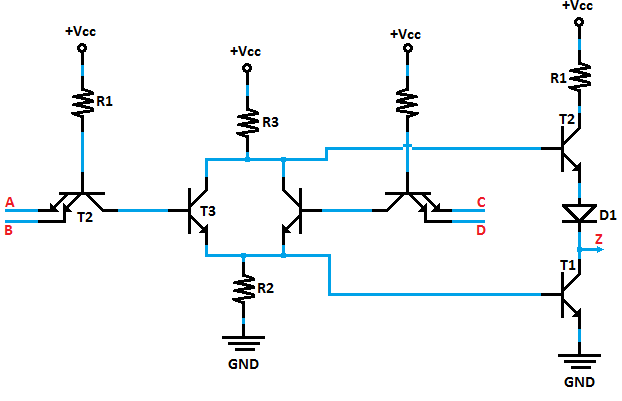 +Vcc
+Vcc
+Vcc
+Vcc
R1
R3
R1
T2
A
B
T2
T3
C
D
D1
Z
R2
T1
GND
GND